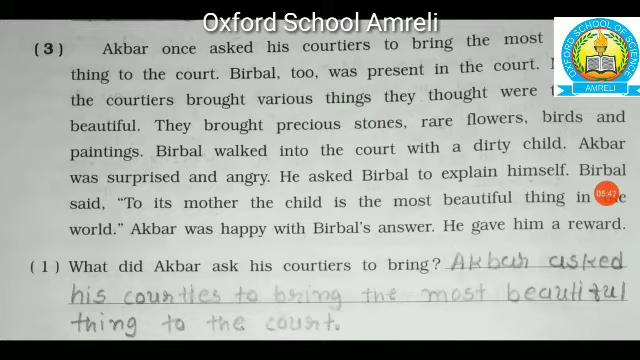 Oxford School Amreli
OXFORD SCHOOL OF SCIENCE
AMRELI
(3) Akbar once asked his courtiers to bring the most
thing to the court. Birbal, too, was present in the court.
the courtiers brought various things they thought were
beautiful. They brought precious stones, rare flowers, birds and
paintings. Birbal walked into the court with a dirty child. Akbar
was surprised and angry. He asked Birbal to explain himself. Birbal
said, “To its mother the child is the most beautiful thing in the
05:42
world.” Akbar was happy with Birbal's answer. He gave him a reward.
(1) What did Akbar ask his courtiers to bring? Akbar asked
his courties to bring the most beautiful
thing to the court.